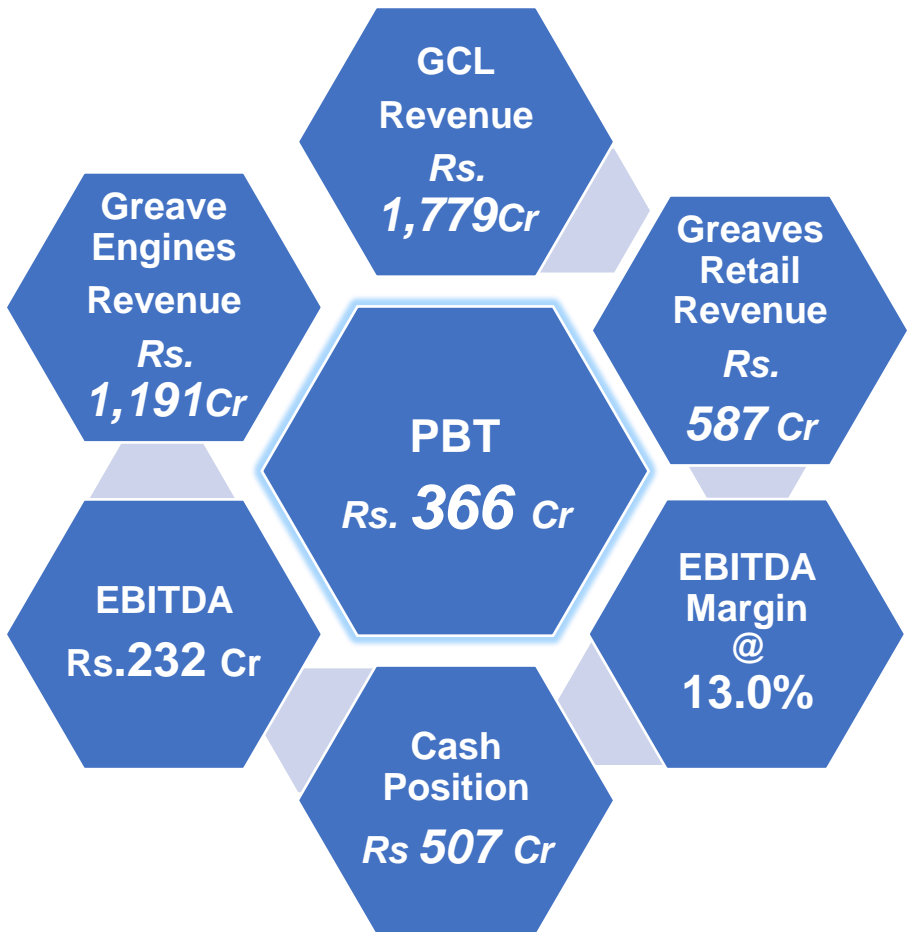 GCL
Revenue
Rs.
1,779Cr
Greave
Engines
Revenue
Rs.
1,191Cr
Greaves
Retail
Revenue
Rs.
587 Cr
PBT
Rs. 366 Cr
EBITDA
Rs.232 Cr
EBITDA
Margin
@
13.0%
Cash
Position
Rs 507 Cr